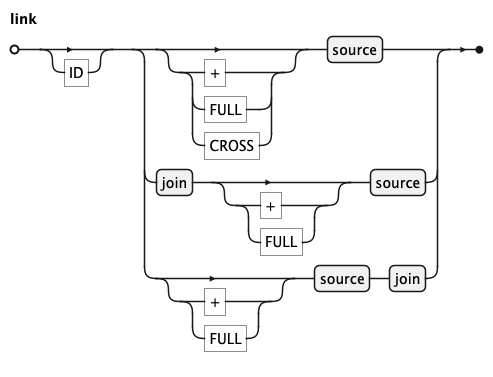 link
source
ID
+
FULL
CROSS
join
source
+
FULL
source
join
+
FULL